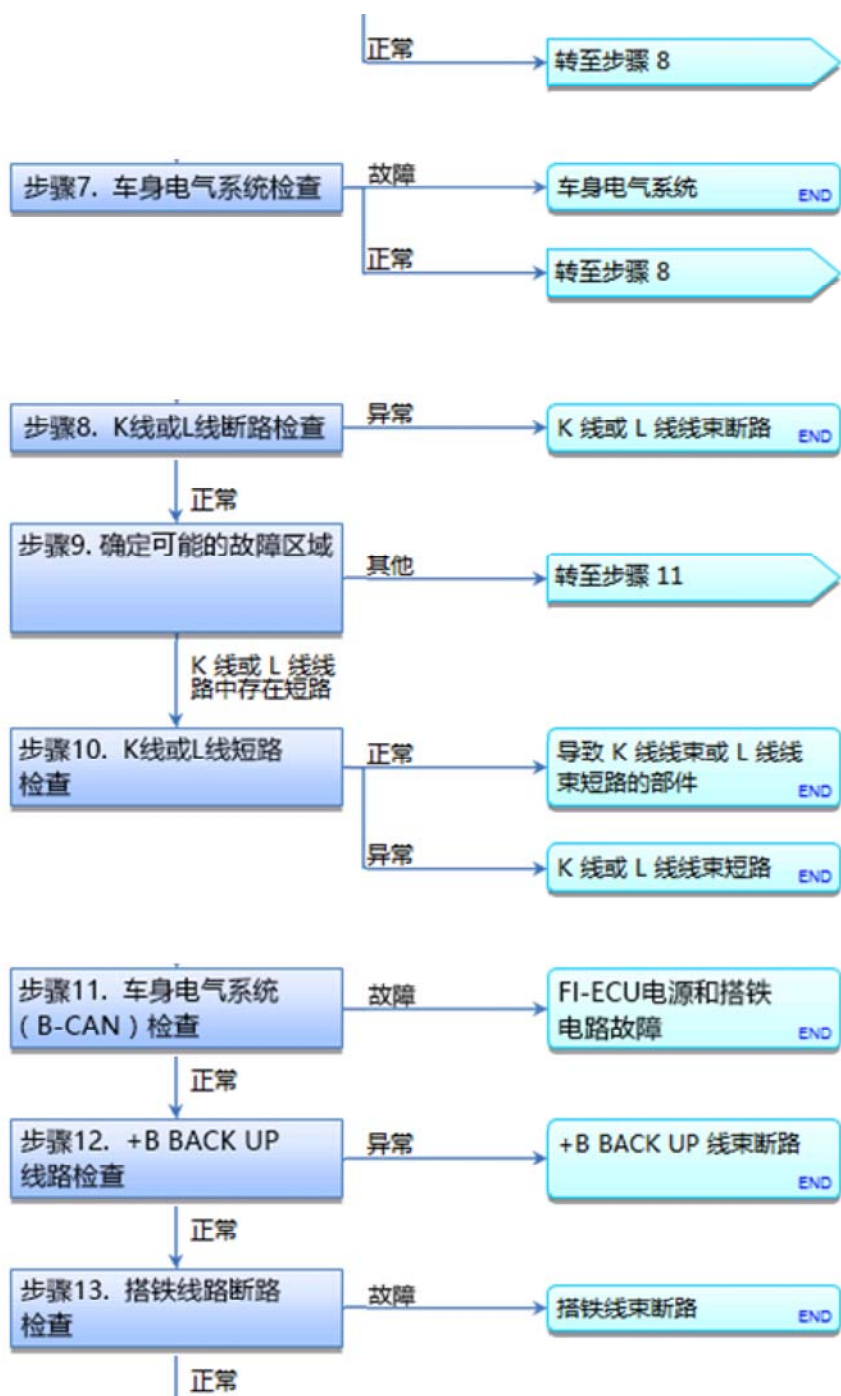 正常
转至步骤 8
步骤7. 车身电气系统检查
故障
车身电气系统
END
正常
转至步骤 8
步骤8. K线或L线断路检查
异常
K 线或 L 线线束断路
END
正常
步骤9. 确定可能的故障区域
其他
转至步骤 11
K 线或 L 线线
路中存在短路
步骤10. K线或L线短路
检查
正常
导致 K 线线束或 L 线线
束短路的部件
END
异常
K 线或 L 线线束短路
END
步骤11. 车身电气系统
( B-CAN ) 检查
故障
FI-ECU电源和搭铁
电路故障
END
正常
步骤12. +B BACK UP
线路检查
异常
+B BACK UP 线束断路
END
正常
步骤13. 搭铁线路断路
检查
故障
搭铁线束断路
END
正常